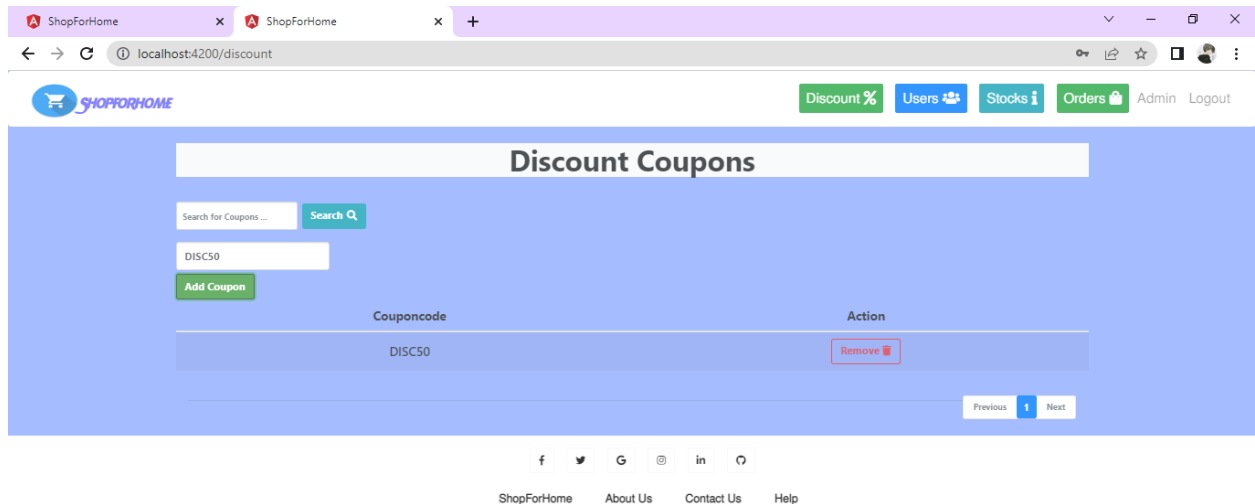 ShopForHome ShopForHome
localhost:4200/discount
SHOPFORHOME Discount % Users Stocks Orders Admin Logout
Discount Coupons
Search for Coupons ... Search
DISC50
Add Coupon
Couponcode Action
DISC50 Remove
Previous 1 Next
ShopForHome About Us Contact Us Help